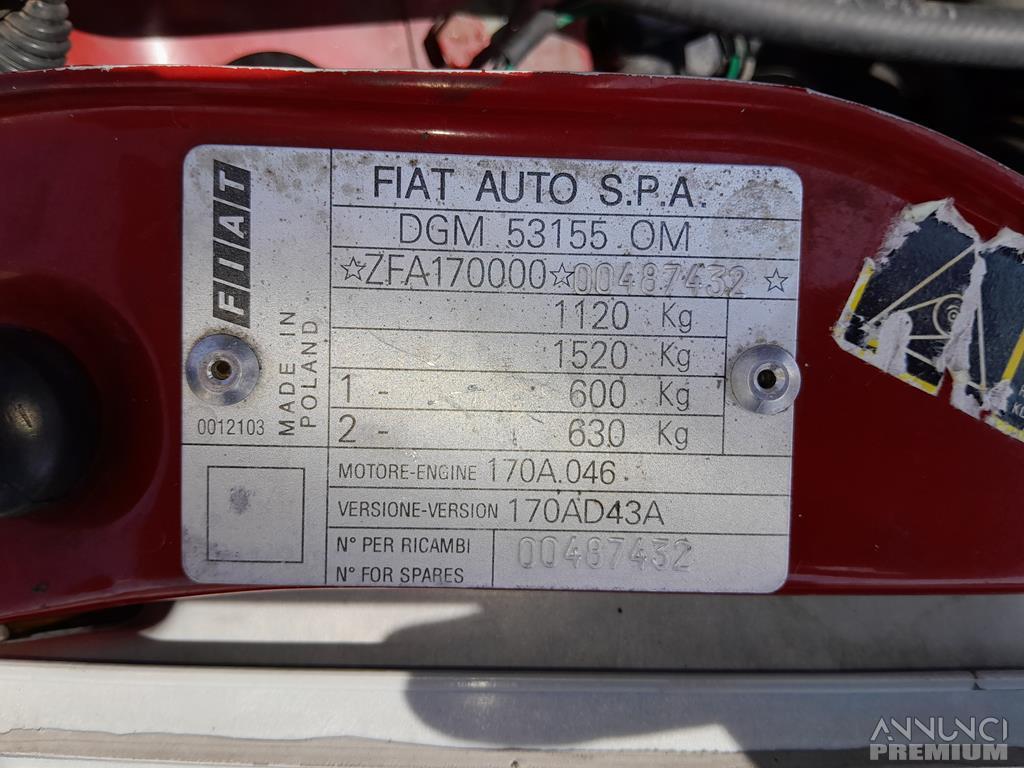 FIAT
MADE IN
POLAND
0012103
FIAT AUTO S.P.A.
DGM 53155 OM
☆ZFA170000☆00487432 ☆
1120 Kg
1520 Kg
1 - - 600 Kg
2 - - 630 Kg
MOTORE-ENGINE 170A.046
VERSIONE-VERSION 170AD43A
N° PER RICAMBI
N° FOR SPARES
00487432
ANNUNCI
PREMIUM